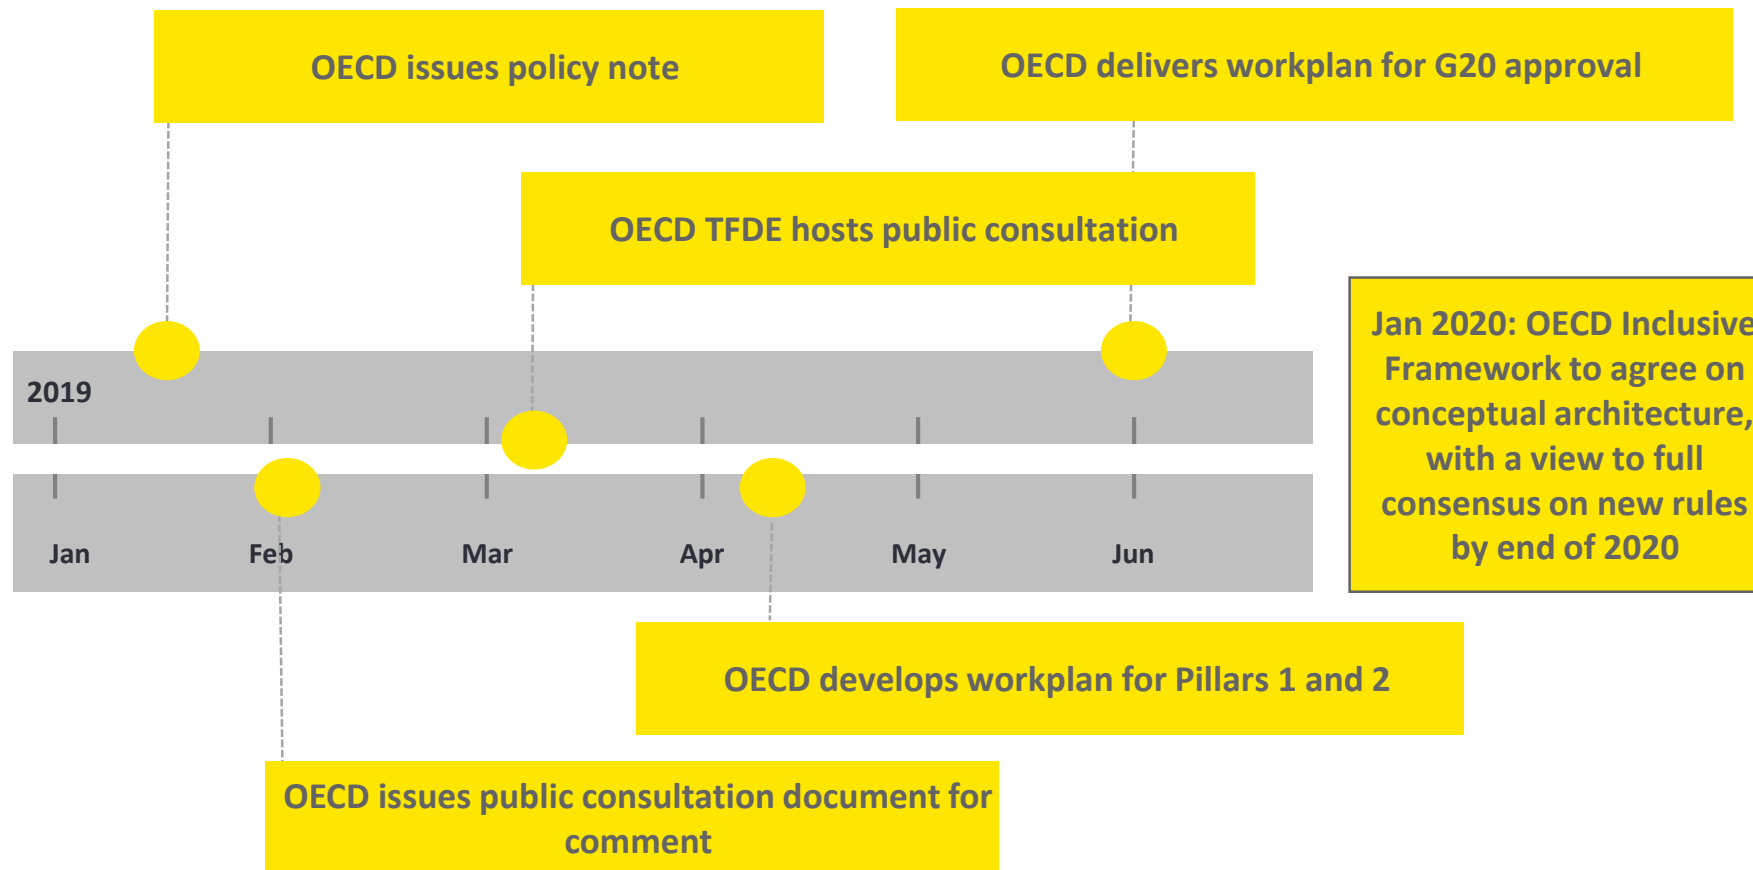 OECD issues policy note
OECD delivers workplan for G20 approval
OECD TFDE hosts public consultation
Jan 2020: OECD Inclusive
Framework to agree on
conceptual architecture,
with a view to full
consensus on new rules
by end of 2020
2019
Jan
Feb
Mar
Apr
May
Jun
OECD develops workplan for Pillars 1 and 2
OECD issues public consultation document for
comment